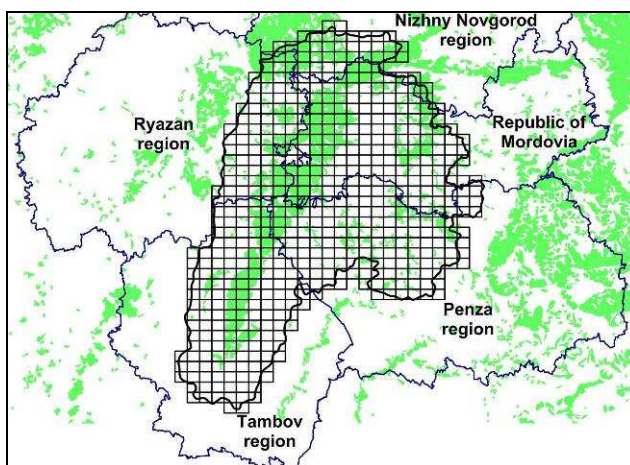 Nizhny Novgorod
region
Ryazan
region
Republic of
Mordovia
Penza
region
Tambov
region